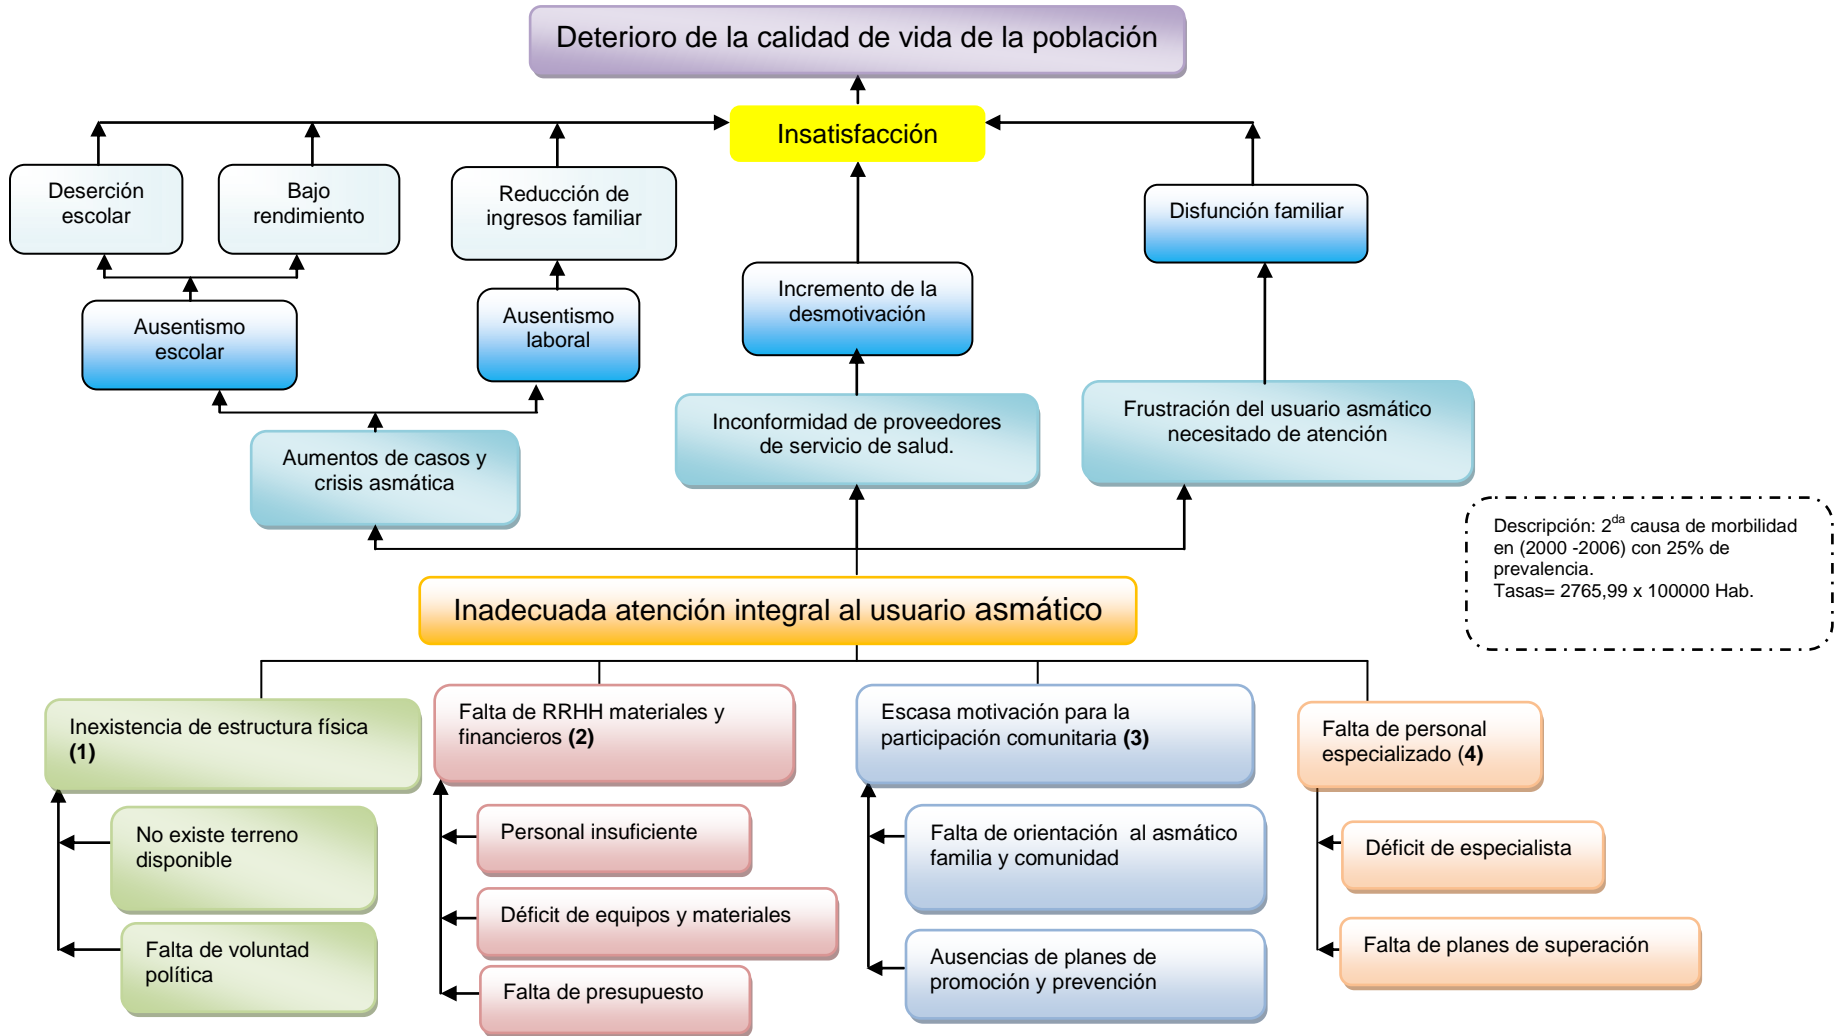 Deterioro de la calidad de vida de la población
Insatisfacción
Deserción
escolar
Bajo
rendimiento
Reducción de
ingresos familiar
Disfunción familiar
Incremento de la
desmotivación
Ausentismo
escolar
Ausentismo
laboral
Aumentos de casos y
crisis asmática
Inconformidad de proveedores
de servicio de salud.
Frustración del usuario asmático
necesitado de atención
Descripción: 2da causa de morbilidad
en (2000 -2006) con 25% de
prevalencia.
Tasas= 2765,99 x 100000 Hab.
Inadecuada atención integral al usuario asmático
Inexistencia de estructura física
(1)
No existe terreno
disponible
Falta de voluntad
política
Falta de RRHH materiales y
financieros (2)
Personal insuficiente
Déficit de equipos y materiales
Falta de presupuesto
Escasa motivación para la
participación comunitaria (3)
Falta de orientación  al asmático
familia y comunidad
Ausencias de planes de
promoción y prevención
Falta de personal
especializado (4)
Déficit de especialista
Falta de planes de superación